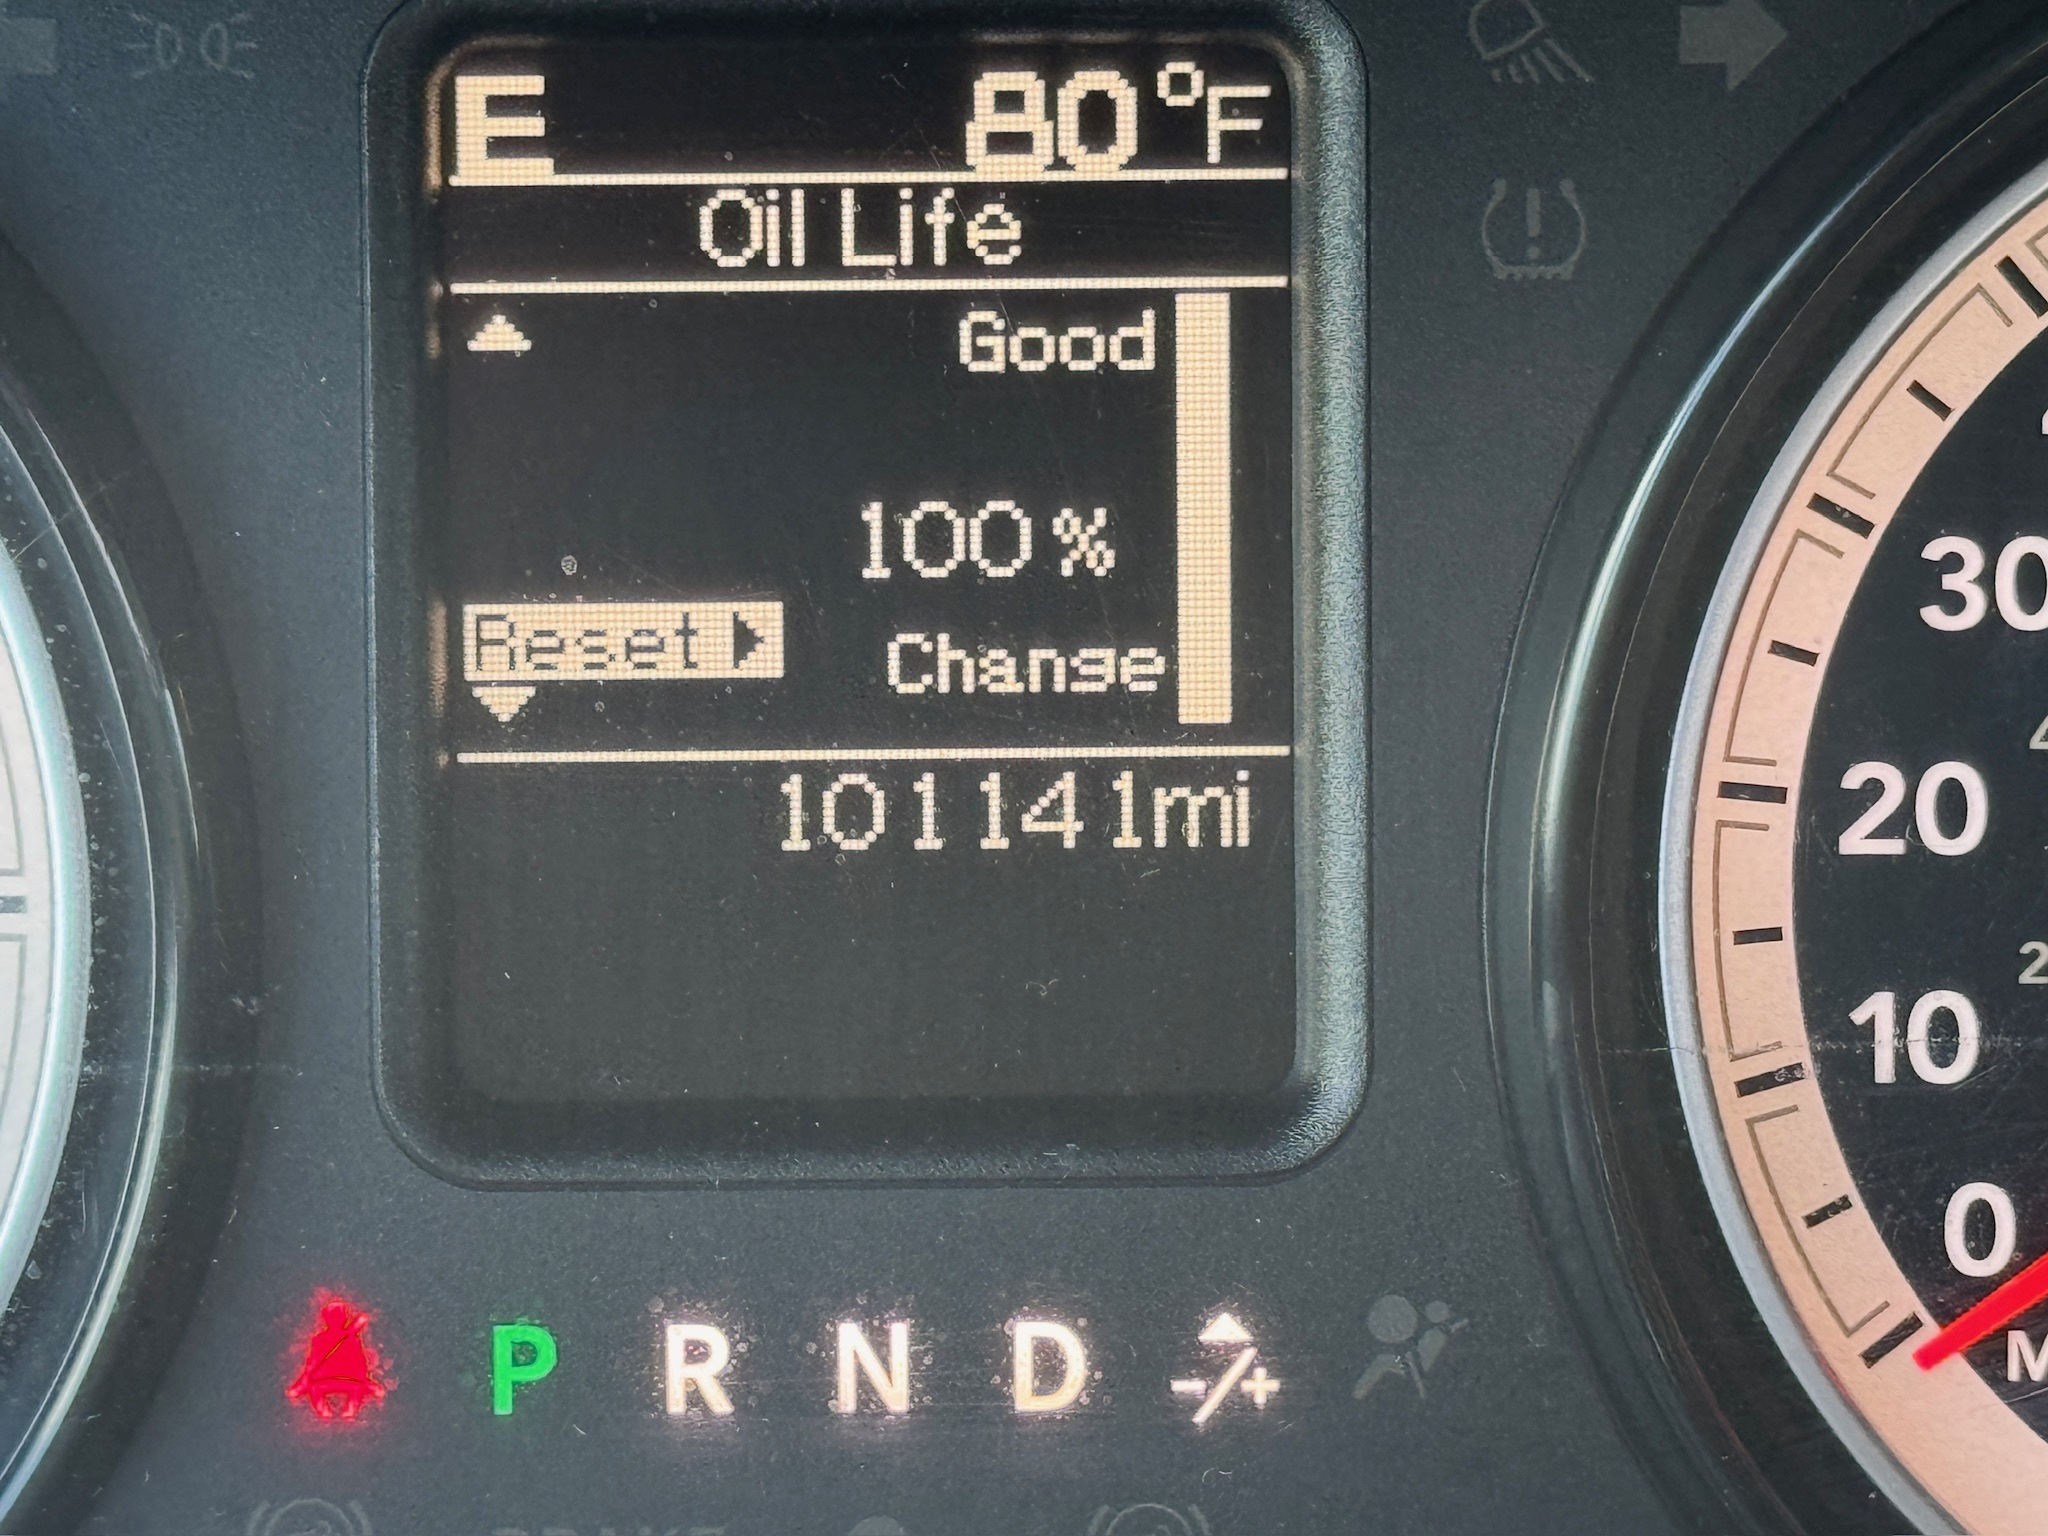 E 80°F
Oil Life
Good
100%
Reset
Change
101141mi
30
20
10
0
P R N D -/+